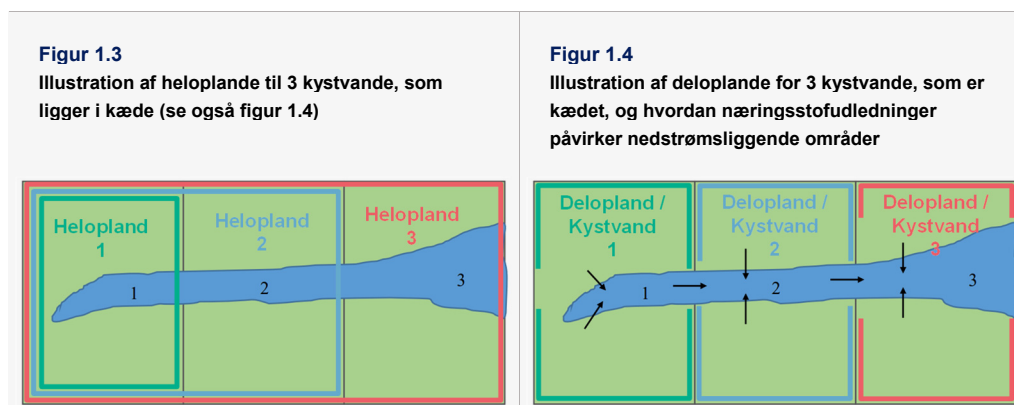 Figur 1.3
Illustration af heloplande til 3 kystvande, som
ligger i kæde (se også figur 1.4)
Helopland
1
Helopland
2
Helopland
3
1
2
3
Figur 1.4
Illustration af deloplande for 3 kystvande, som er
kædet, og hvordan næringsstofudledninger
påvirker nedstrømsliggende områder
Delopland /
Kystvand
1
Delopland /
Kystvand
2
Delopland /
Kystvand
3
1
2
3